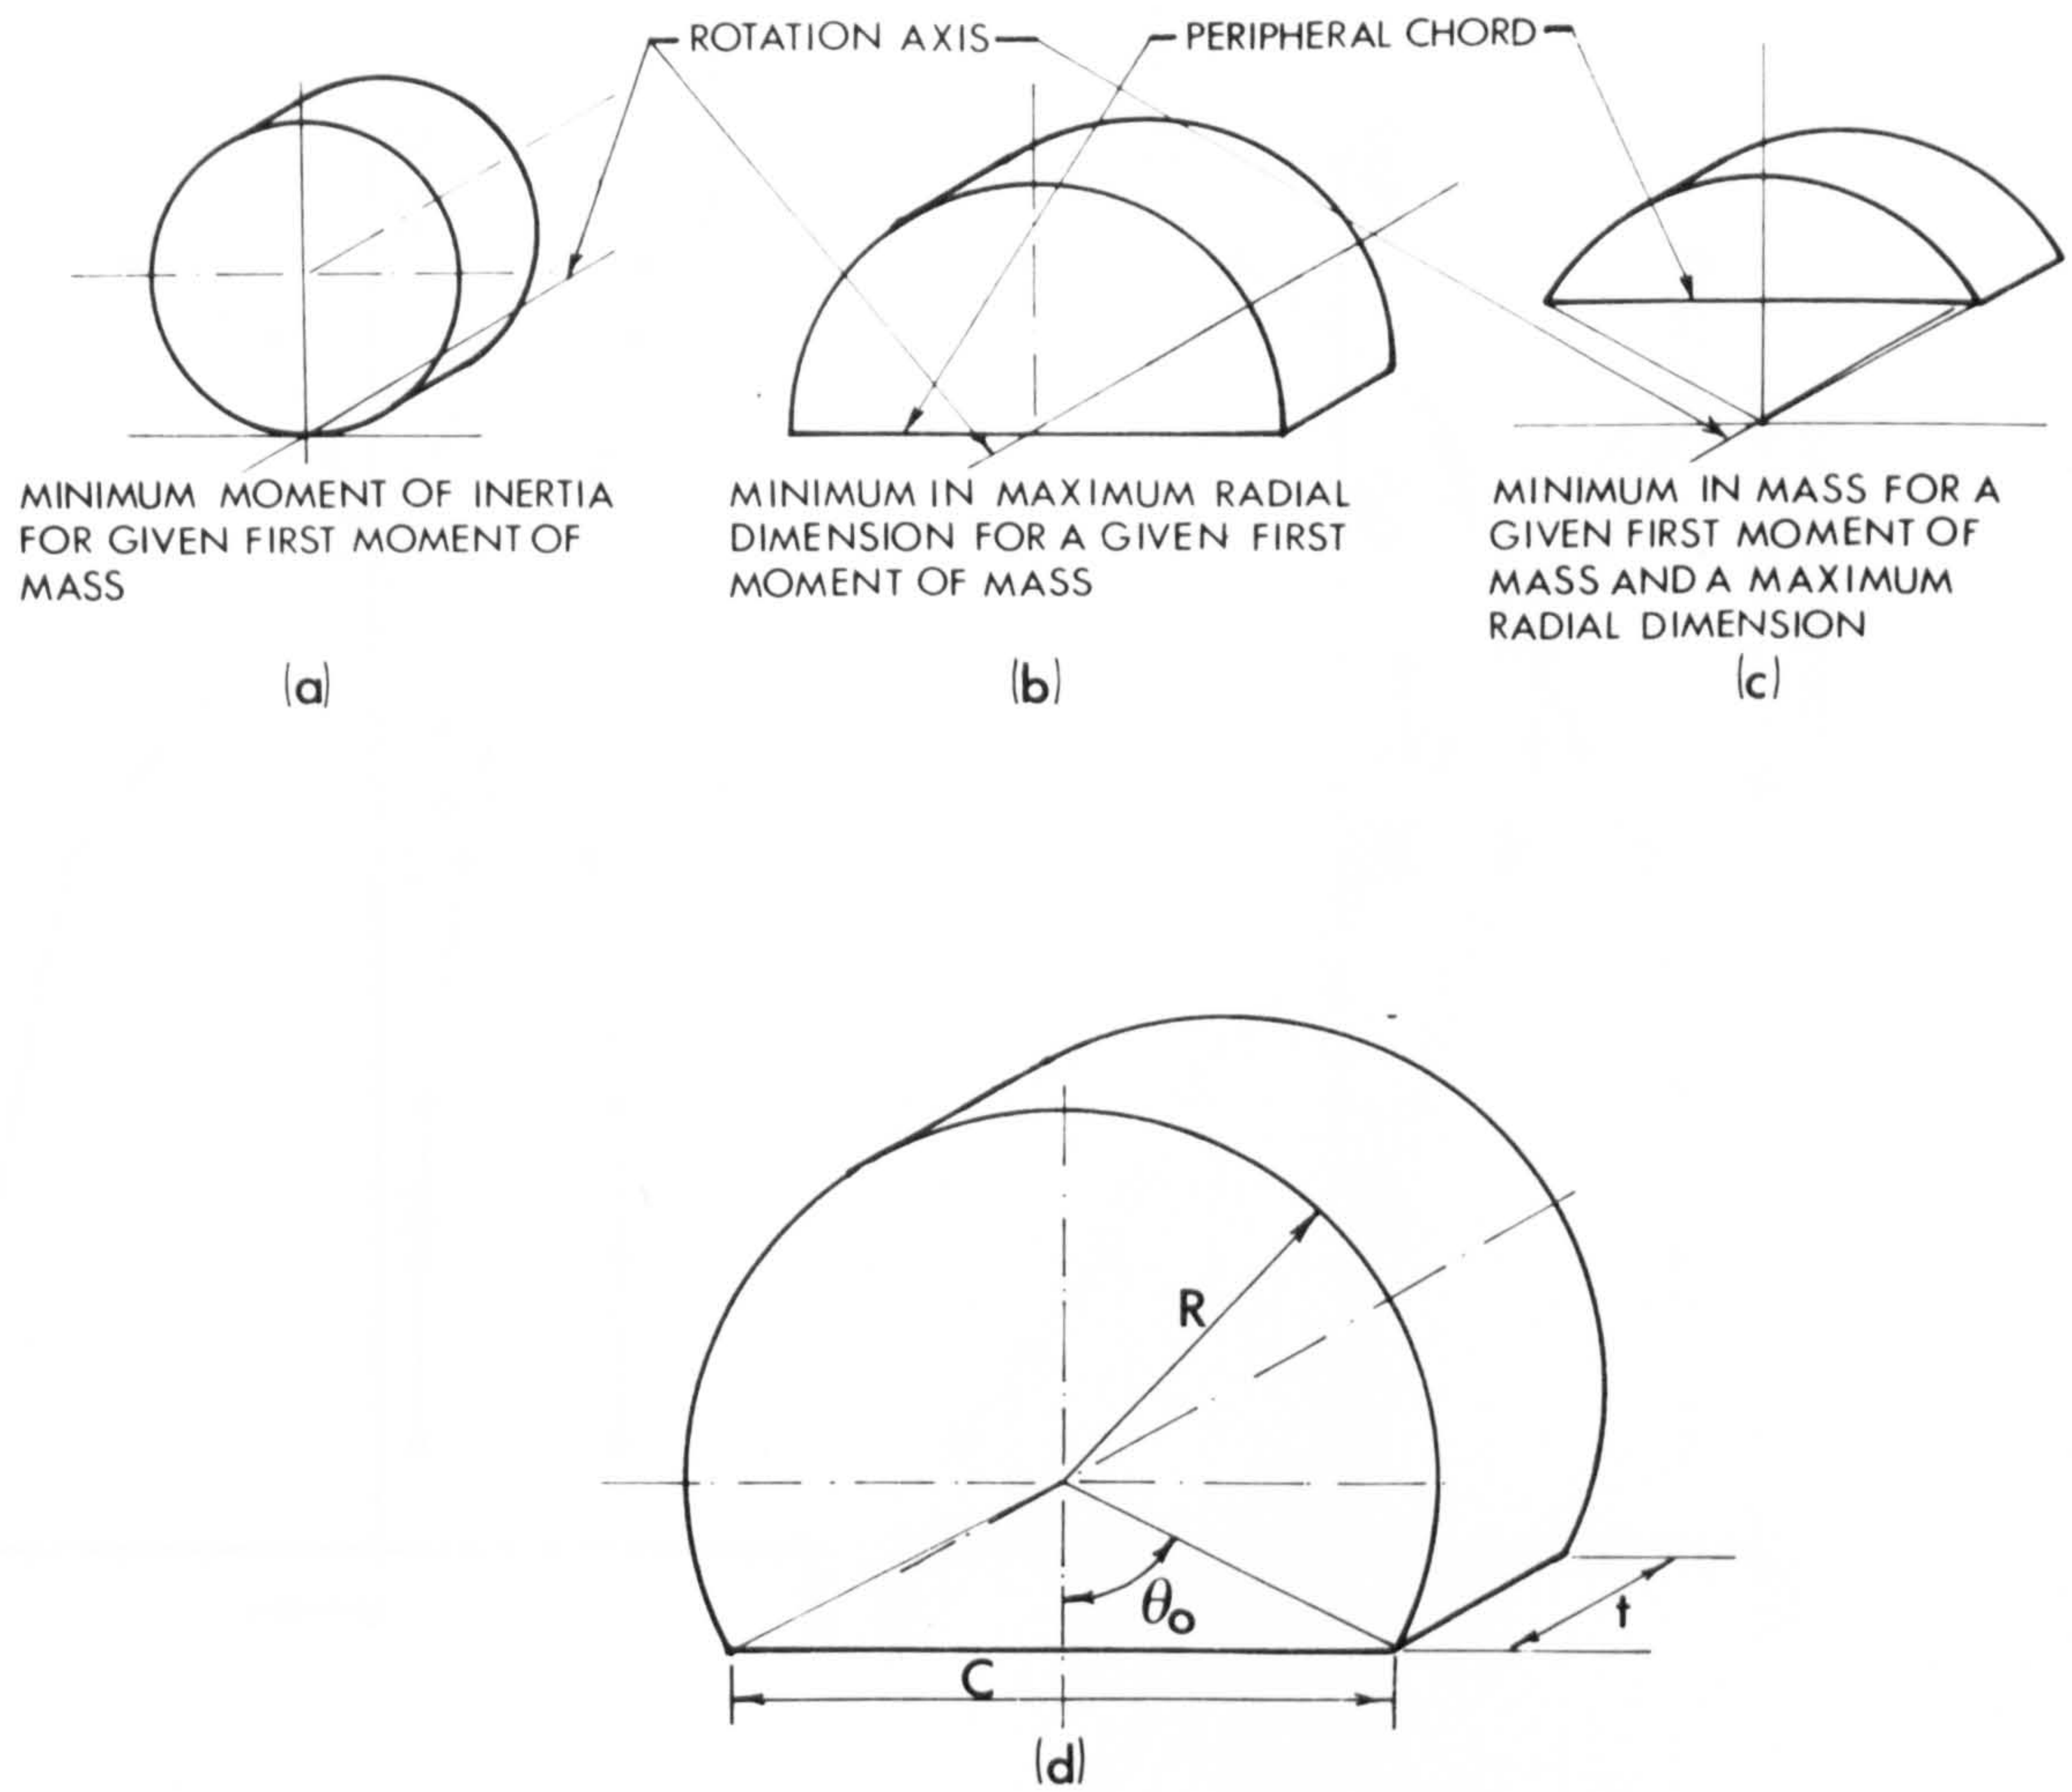 ROTATION AXIS
PERIPHERAL CHORD
MINIMUM MOMENT OF INERTIA
FOR GIVEN FIRST MOMENT OF
MASS
(a)
MINIMUM IN MAXIMUM RADIAL
DIMENSION FOR A GIVEN FIRST
MOMENT OF MASS
(b)
MINIMUM IN MASS FOR A
GIVEN FIRST MOMENT OF
MASS AND A MAXIMUM
RADIAL DIMENSION
(c)
R
θo
t
C
(d)